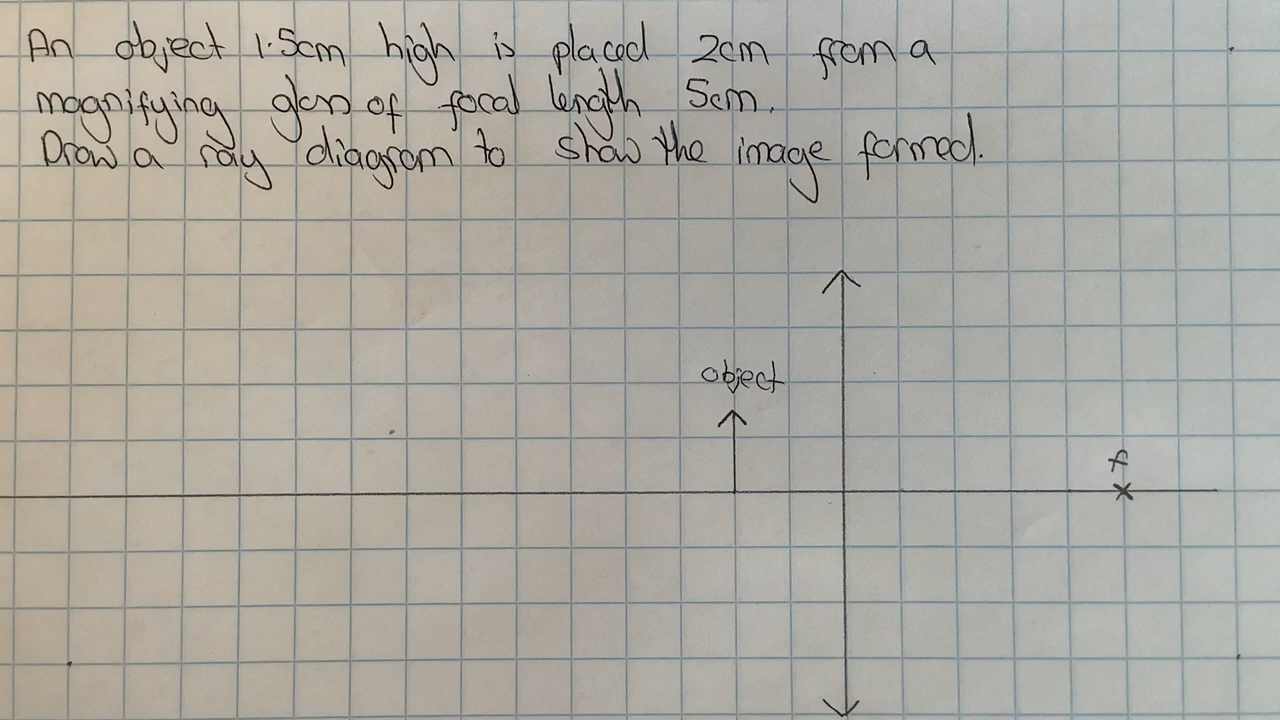 An object 1.5cm high is placed 2cm from a
magnifying glass of focal length 5cm.
Draw a ray diagram to show the image formed.
object
f